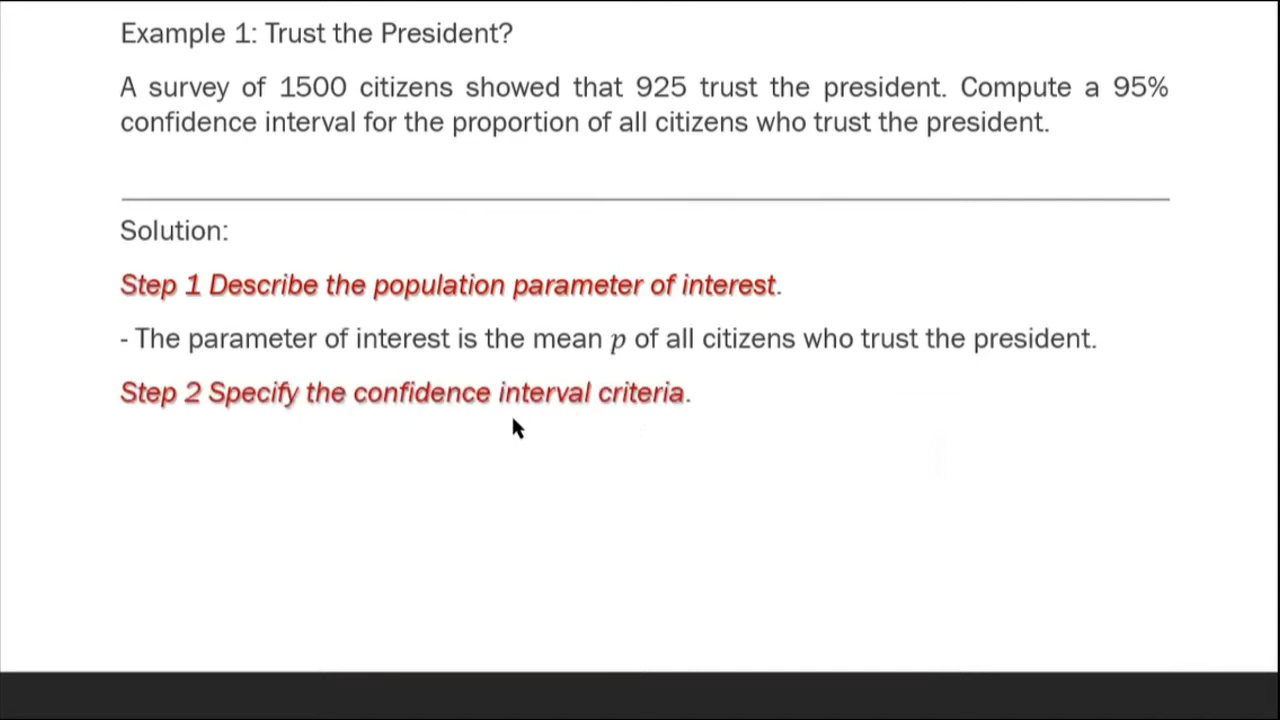 Example 1: Trust the President?
A survey of 1500 citizens showed that 925 trust the president. Compute a 95%
confidence interval for the proportion of all citizens who trust the president.
Solution:
Step 1 Describe the population parameter of interest.
- The parameter of interest is the mean p of all citizens who trust the president.
Step 2 Specify the confidence interval criteria.